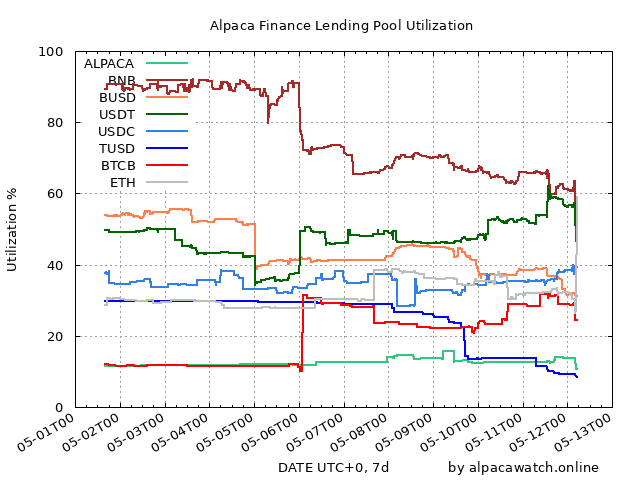 Alpaca Finance Lending Pool Utilization
Utilization %
100
80
60
40
20
0
ALPACA
BNB
BUSD
USDT
USDC
TUSD
BTCB
ETH
05-01T00
05-02T00
05-03T00
05-04T00
05-05T00
05-06T00
05-07T00
05-08T00
05-09T00
05-10T00
05-11T00
05-12T00
05-13T00
DATE UTC+0, 7d
by alpacawatch.online